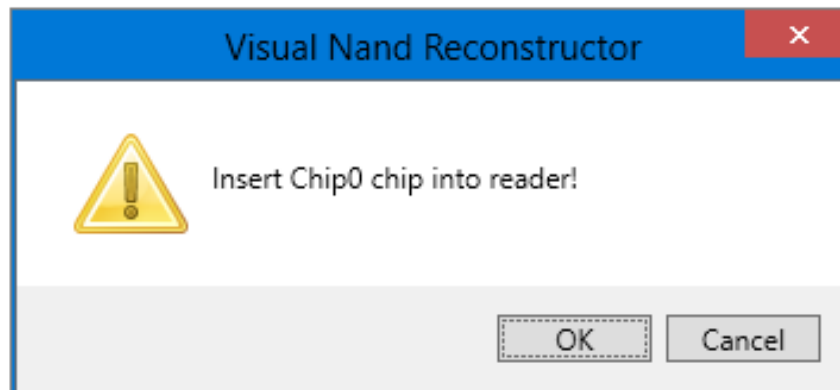 Visual Nand Reconstructor
Insert Chip0 chip into reader!
OK
Cancel